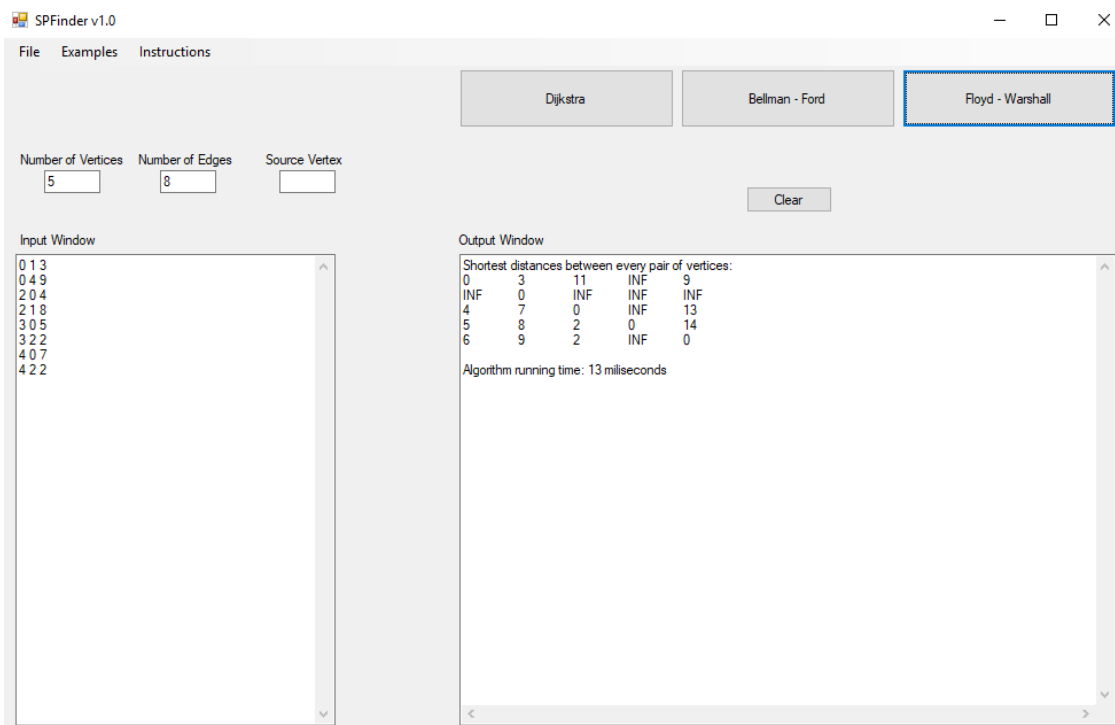 SPFinder v1.0
File Examples Instructions
Dijkstra Bellman - Ford Floyd - Warshall
Number of Vertices Number of Edges Source Vertex
5 8
Clear
Input Window
0 1 3
0 4 9
2 0 4
2 1 8
3 0 5
3 2 2
4 0 7
4 2 2
Output Window
Shortest distances between every pair of vertices:
0 3 11 INF 9
INF 0 INF INF INF
4 7 0 INF 13
5 8 2 0 14
6 9 2 INF 0
Algorithm running time: 13 miliseconds